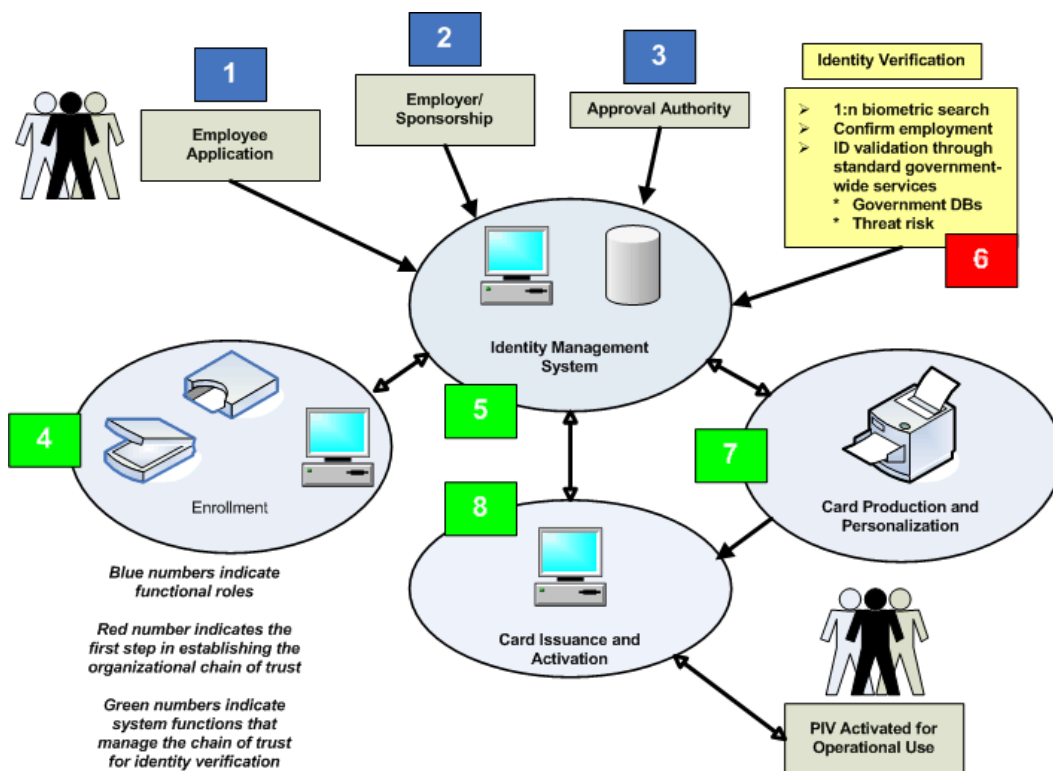 1
Employee
Application
2
Employer/
Sponsorship
3
Approval Authority
Identity Verification
➢ 1:n biometric search
➢ Confirm employment
➢ ID validation through
standard government-
wide services
* Government DBs
* Threat risk
6
Identity Management
System
5
4
Enrollment
7
Card Production and
Personalization
8
Card Issuance and
Activation
Blue numbers indicate
functional roles
Red number indicates the
first step in establishing the
organizational chain of trust
Green numbers indicate
system functions that
manage the chain of trust
for identity verification
PIV Activated for
Operational Use